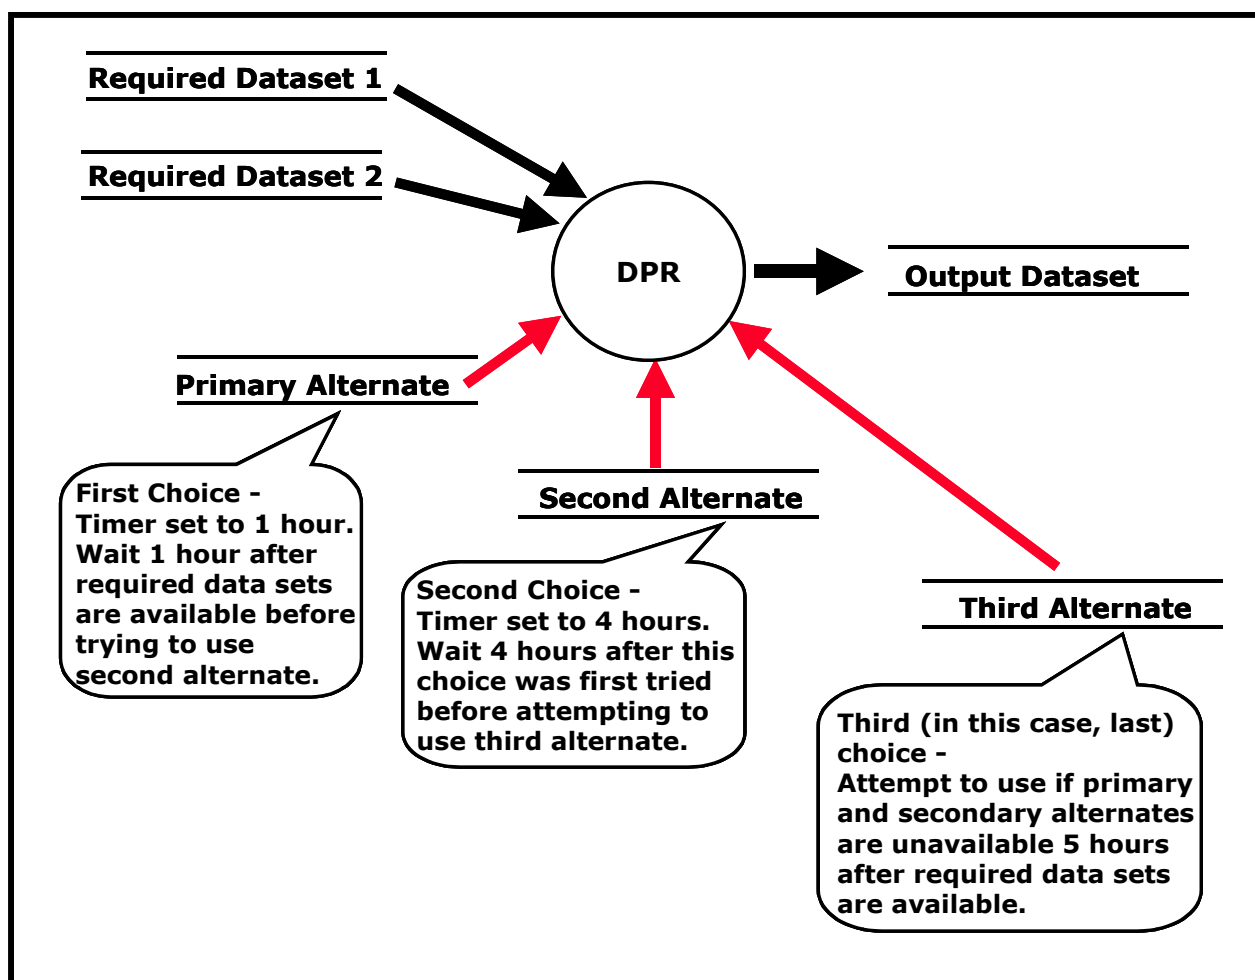 Required Dataset 1
Required Dataset 2
DPR
Output Dataset
Primary Alternate
First Choice -
Timer set to 1 hour.
Wait 1 hour after
required data sets
are available before
trying to use
second alternate.
Second Alternate
Second Choice -
Timer set to 4 hours.
Wait 4 hours after this
choice was first tried
before attempting to
use third alternate.
Third Alternate
Third (in this case, last)
choice -
Attempt to use if primary
and secondary alternates
are unavailable 5 hours
after required data sets
are available.